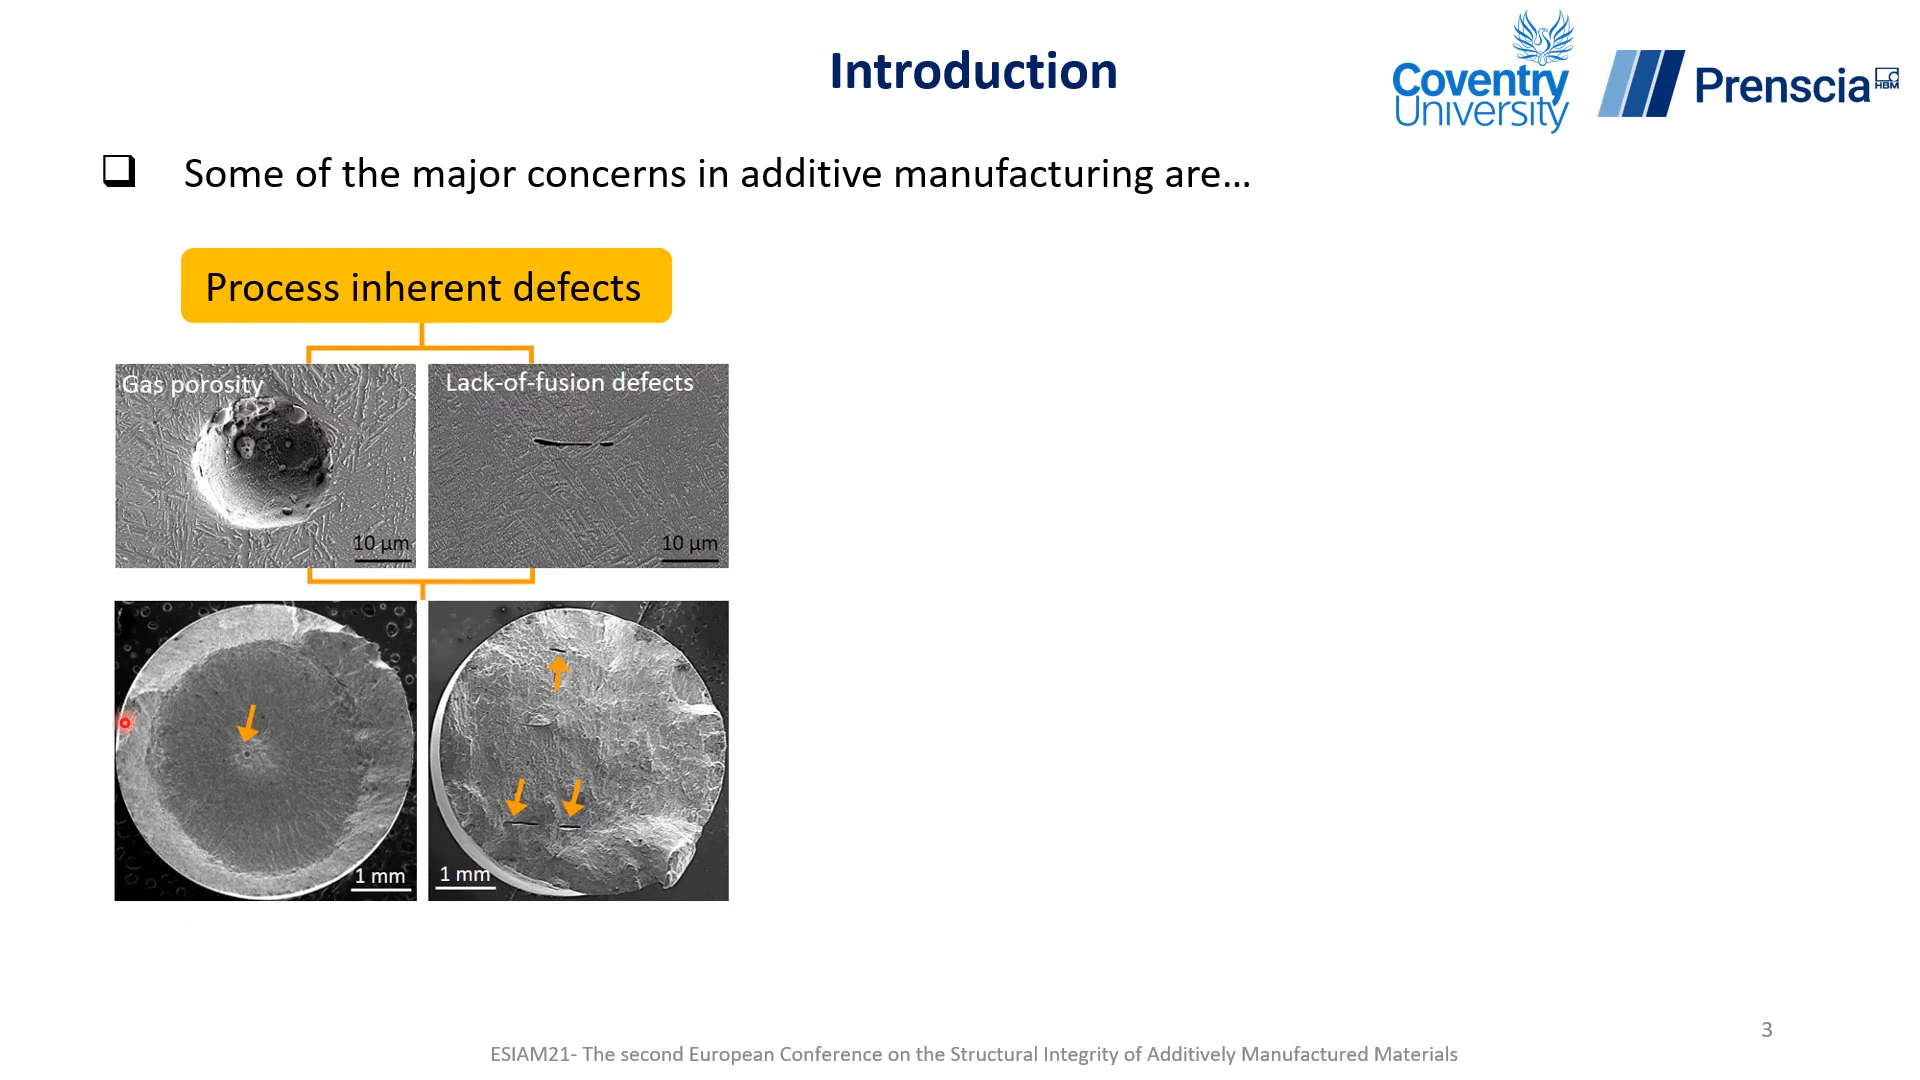 Introduction
Coventry
University
Prenscia
HBM
Some of the major concerns in additive manufacturing are...
Process inherent defects
Gas porosity
Lack-of-fusion defects
10 µm
10 µm
1 mm
1 mm
3
ESIAM21- The second European Conference on the Structural Integrity of Additively Manufactured Materials